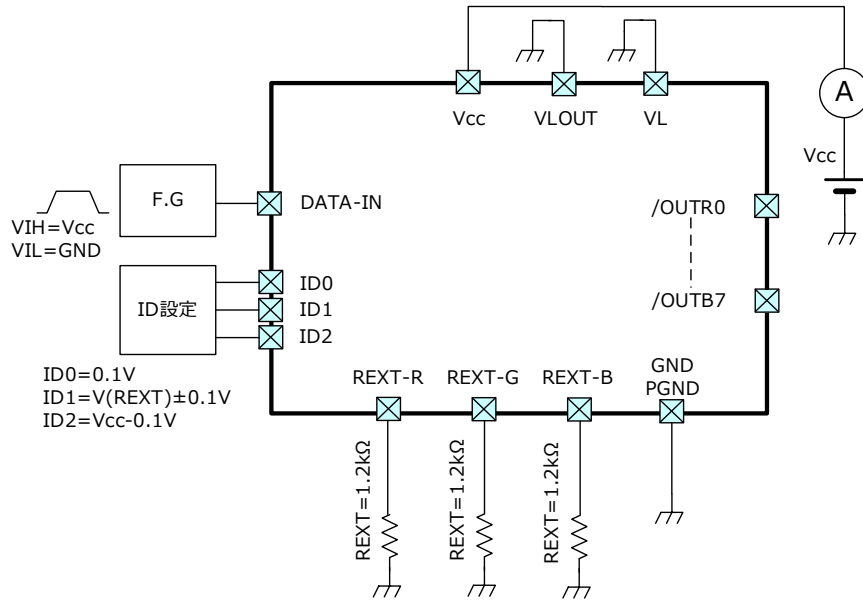 Vcc
VLOUT
VL
A
Vcc
F.G
DATA-IN
VIH=Vcc
VIL=GND
/OUTR0
/OUTB7
ID設定
ID0
ID1
ID2
ID0=0.1V
ID1=V(REXT)±0.1V
ID2=Vcc-0.1V
REXT-R
REXT-G
REXT-B
GND
PGND
REXT=1.2kΩ
REXT=1.2kΩ
REXT=1.2kΩ